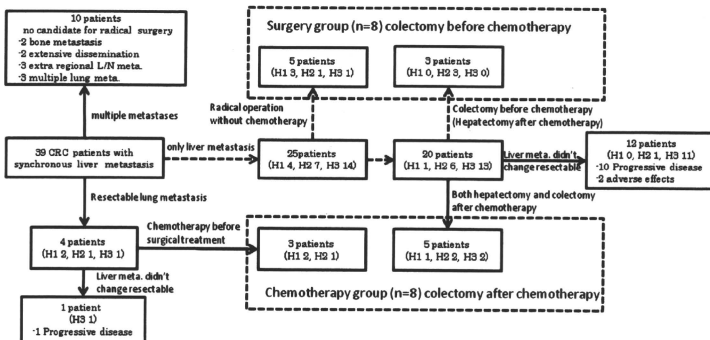 10 patients
no candidate for radical surgery
-2 bone metastasis
-2 extensive dissemination
-3 extra regional L/N meta.
-3 multiple lung meta.
Surgery group (n=8) colectomy before chemotherapy
5 patients
(H1 3, H2 1, H3 1)
3 patients
(H1 0, H2 3, H3 0)
multiple metastases
Radical operation
without chemotherapy
Colectomy before chemotherapy
(Hepatectomy after chemotherapy)
39 CRC patients with
synchronous liver metastasis
only liver metastasis
25patients
(H1 4, H2 7, H3 14)
20 patients
(H1 1, H2 6, H3 13)
Liver meta. didn't
change resectable
12 patients
(H1 0, H2 1, H3 11)
-10 Progressive disease
-2 adverse effects
Resectable lung metastasis
Both hepatectomy and colectomy
after chemotherapy
4 patients
(H1 2, H2 1, H3 1)
Chemotherapy before
surgical treatment
3 patients
(H1 2, H2 1)
5 patients
(H1 1, H2 2, H3 2)
Liver meta. didn't
change resectable
Chemotherapy group (n=8) colectomy after chemotherapy
1 patient
(H3 1)
-1 Progressive disease